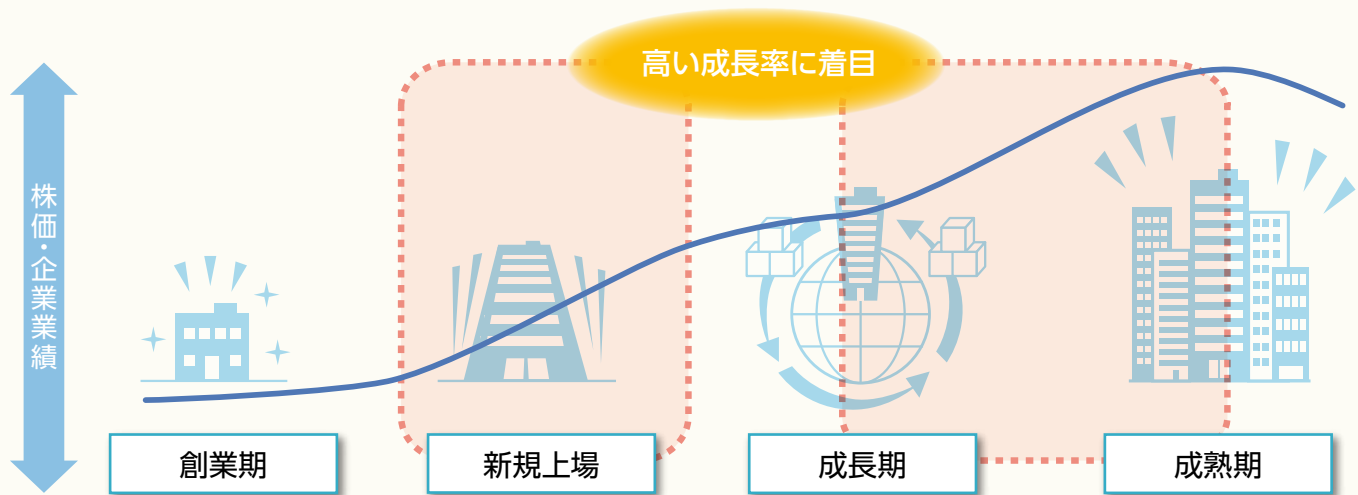 高い成長率に着目
株価・企業業績
創業期
新規上場
成長期
成熟期